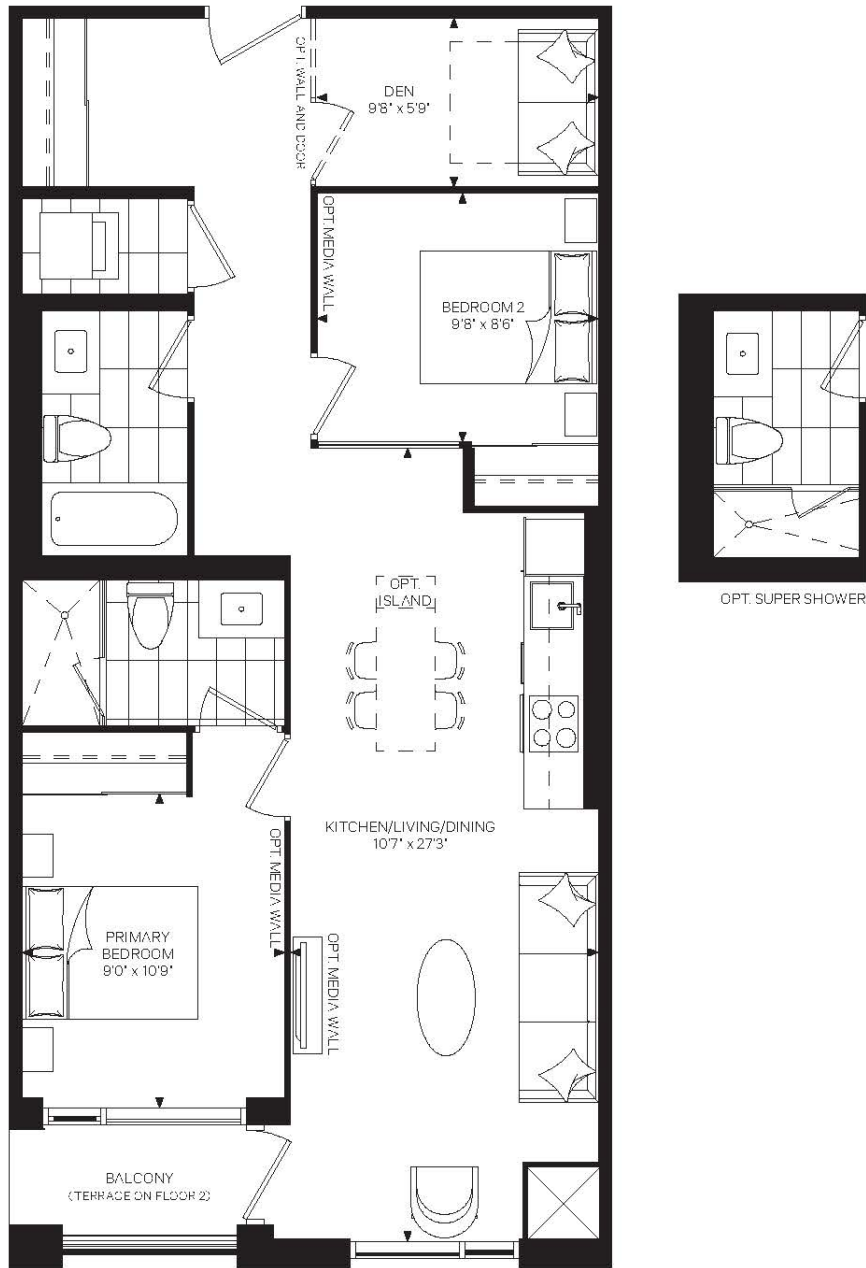 DEN
9'8" x 5'9"
OPT. WALL AND DOOR
OPT. MEDIA WALL
BEDROOM 2
9'8" x 8'6"
OPT. SUPER SHOWER
OPT.
ISLAND
KITCHEN/LIVING/DINING
10'7" x 27'3"
OPT. MEDIA WALL
PRIMARY
BEDROOM
9'0" x 10'9"
OPT. MEDIA WALL
BALCONY
(TERRACE ON FLOOR 2)